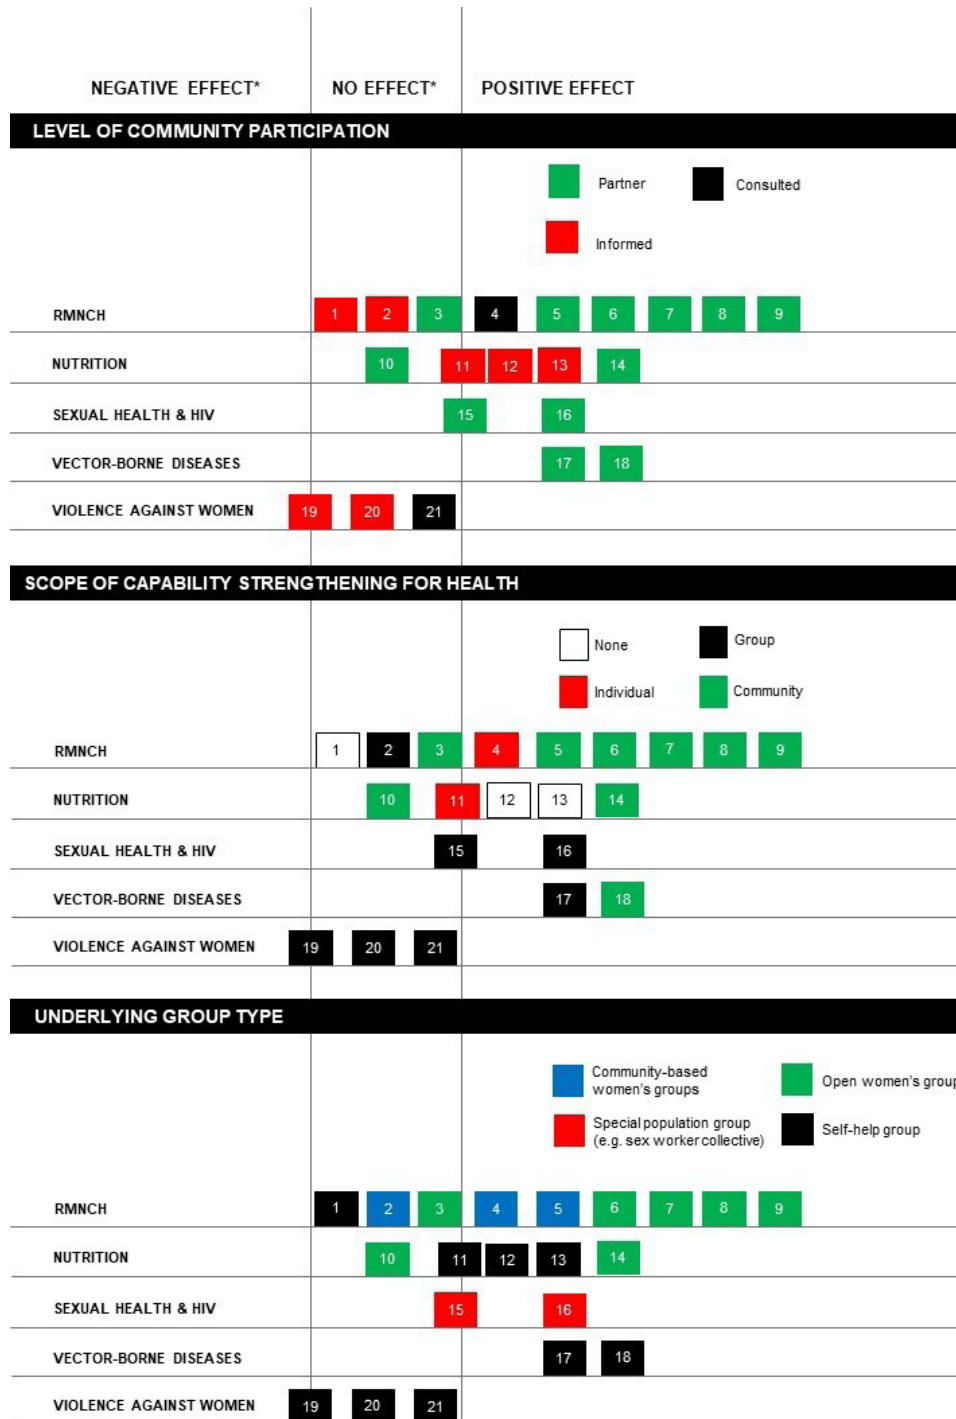 NEGATIVE EFFECT* NO EFFECT* POSITIVE EFFECT
LEVEL OF COMMUNITY PARTICIPATION
Partner Consulted
Informed
RMNCH 1 2 3 4 5 6 7 8 9
NUTRITION 10 11 12 13 14
SEXUAL HEALTH & HIV 15 16
VECTOR-BORNE DISEASES 17 18
VIOLENCE AGAINST WOMEN 19 20 21
SCOPE OF CAPABILITY STRENGTHENING FOR HEALTH
None Group
Individual Community
RMNCH 1 2 3 4 5 6 7 8 9
NUTRITION 10 11 12 13 14
SEXUAL HEALTH & HIV 15 16
VECTOR-BORNE DISEASES 17 18
VIOLENCE AGAINST WOMEN 19 20 21
UNDERLYING GROUP TYPE
Community-based
women's groups
Open women's group
Special population group
(e.g. sex worker collective)
Self-help group
RMNCH 1 2 3 4 5 6 7 8 9
NUTRITION 10 11 12 13 14
SEXUAL HEALTH & HIV 15 16
VECTOR-BORNE DISEASES 17 18
VIOLENCE AGAINST WOMEN 19 20 21